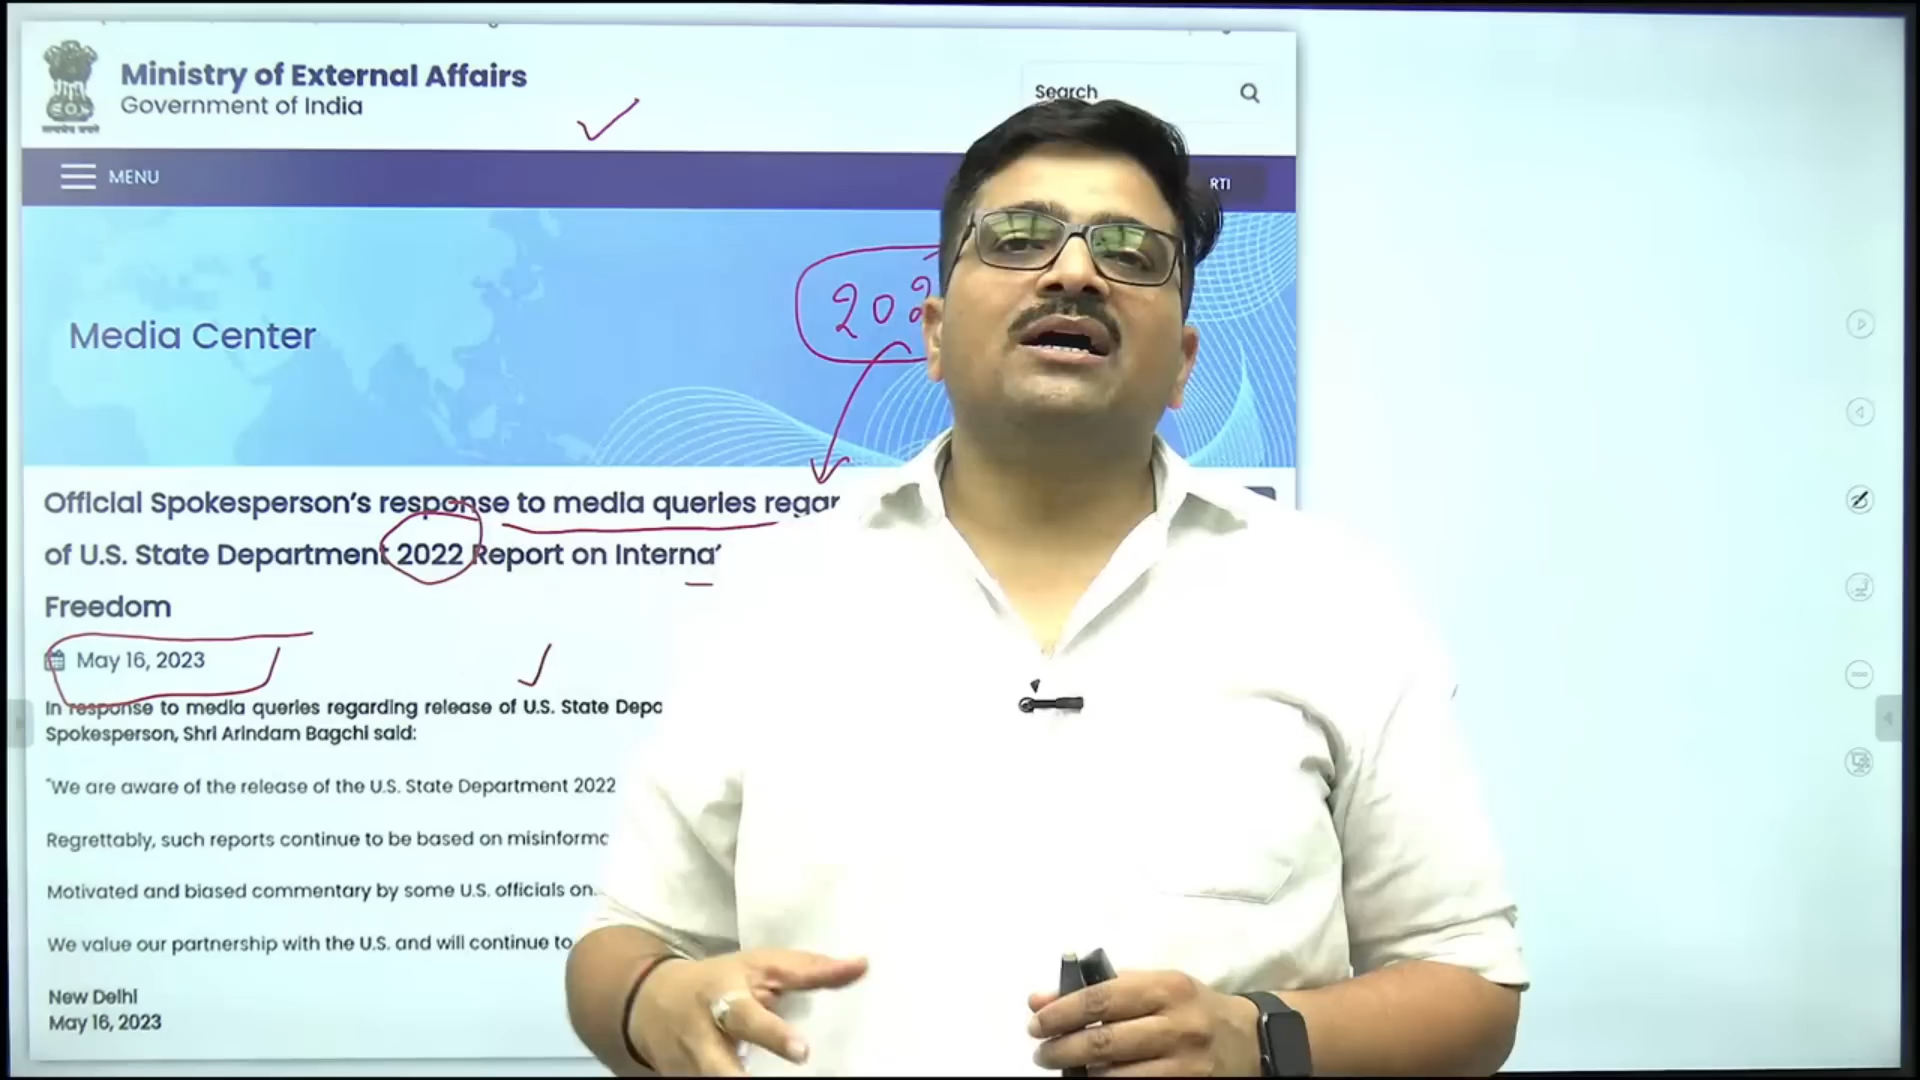 Ministry of External Affairs
Government of India
Search
MENU
RTI
Media Center
Official Spokesperson's response to media queries regar
of U.S. State Department 2022 Report on Interna
Freedom
May 16, 2023
In response to media queries regarding release of U.S. State Depa
Spokesperson, Shri Arindam Bagchi said:
"We are aware of the release of the U.S. State Department 2022
Regrettably, such reports continue to be based on misinforma
Motivated and biased commentary by some U.S. officials on
We value our partnership with the U.S. and will continue to
New Delhi
May 16, 2023